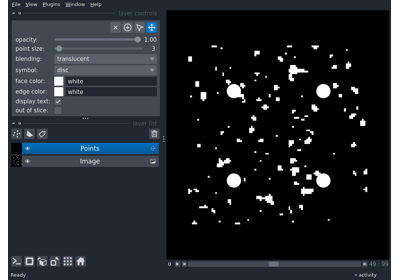 File View Plugins Window Help
layer controls
opacity: 1.00
point size: 3
blending: translucent
symbol: disc
face color: white
edge color: white
display text:
out of slice:
layer list
Points
Image
Ready
49 99
activity